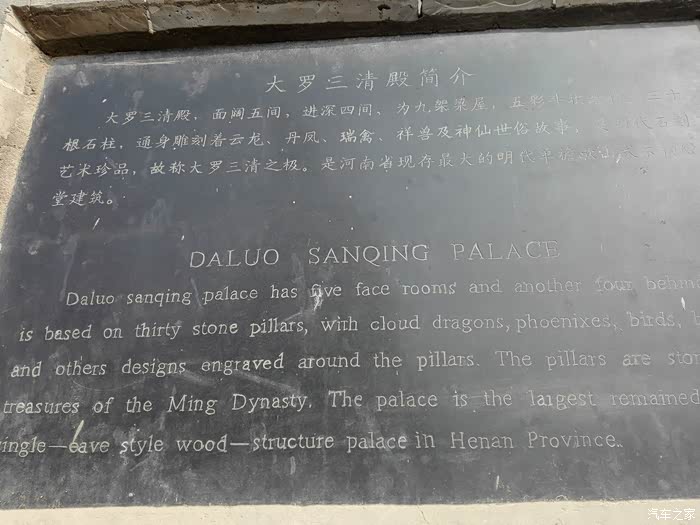 大罗三清殿简介
大罗三清殿，面阔五间，进深四间，为九架梁屋，五彩斗拱
根石柱，通身雕刻着云龙、丹凤、瑞禽、祥兽及神仙世俗故事，
艺术珍品，故称大罗三清之极。是河南省现存最大的明代单檐
堂建筑。
DALUO SANQING PALACE
Daluo sanqing palace has five face rooms and another four
is based on thirty stone pillars, with cloud dragons, phoenixes, birds,
and others designs engraved around the pillars. The pillars are
treasures of the Ming Dynasty. The palace is the largest remained
ingle—eave style wood—structure palace in Henan Province.
汽车之家